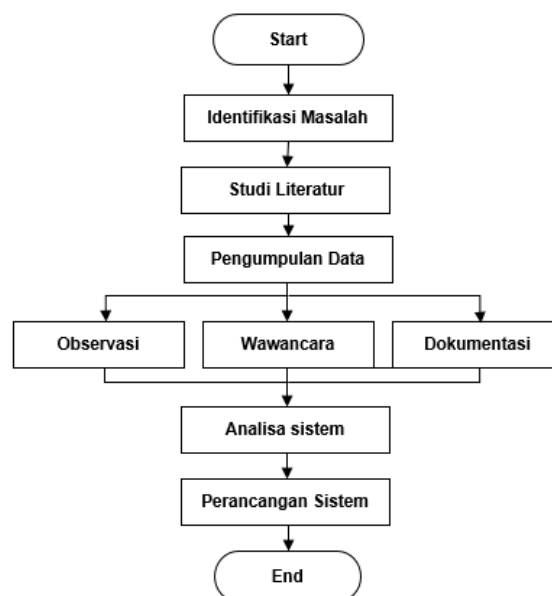 Start
Identifikasi Masalah
Studi Literatur
Pengumpulan Data
Observasi
Wawancara
Dokumentasi
Analisa sistem
Perancangan Sistem
End